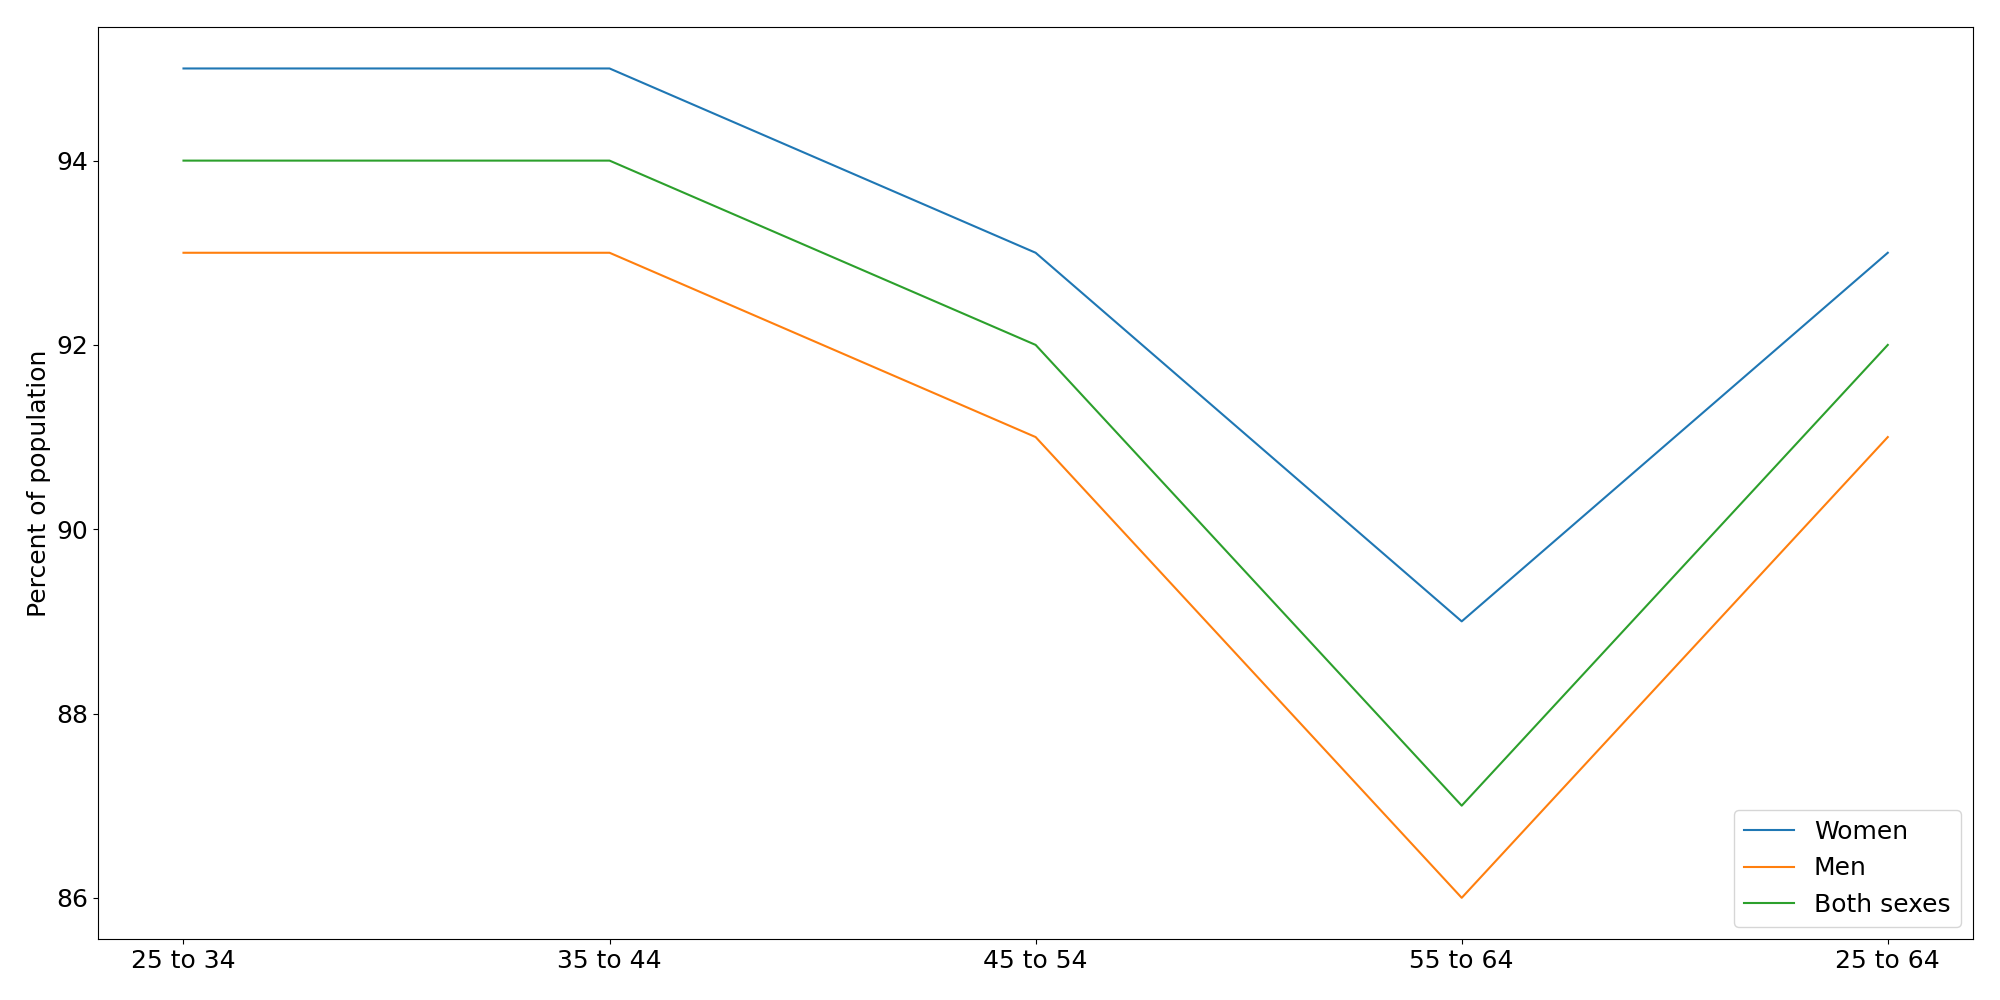 Percent of population
94
92
90
88
86
25 to 34
35 to 44
45 to 54
55 to 64
25 to 64
Women
Men
Both sexes